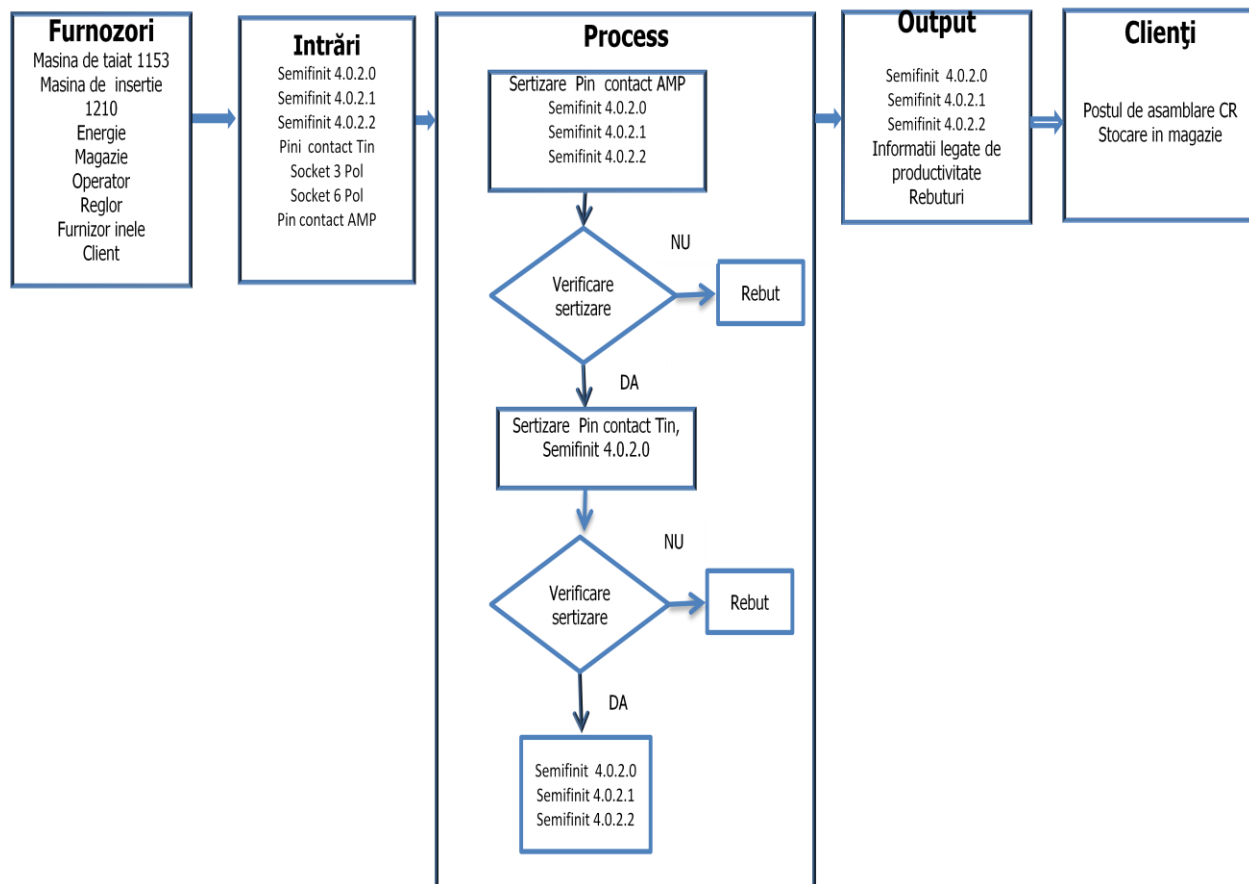 Furnozori
Masina de taiat 1153
Masina de insertie
1210
Energie
Magazie
Operator
Reglor
Furnizor inele
Client
Intrări
Semifinit 4.0.2.0
Semifinit 4.0.2.1
Semifinit 4.0.2.2
Pini contact Tin
Socket 3 Pol
Socket 6 Pol
Pin contact AMP
Process
Sertizare Pin contact AMP
Semifinit 4.0.2.0
Semifinit 4.0.2.1
Semifinit 4.0.2.2
Verificare
sertizare
NU
Rebut
DA
Sertizare Pin contact Tin,
Semifinit 4.0.2.0
Verificare
sertizare
NU
Rebut
DA
Semifinit 4.0.2.0
Semifinit 4.0.2.1
Semifinit 4.0.2.2
Output
Semifinit 4.0.2.0
Semifinit 4.0.2.1
Semifinit 4.0.2.2
Informatii legate de
productivitate
Rebuturi
Clienţi
Postul de asamblare CR
Stocare in magazie